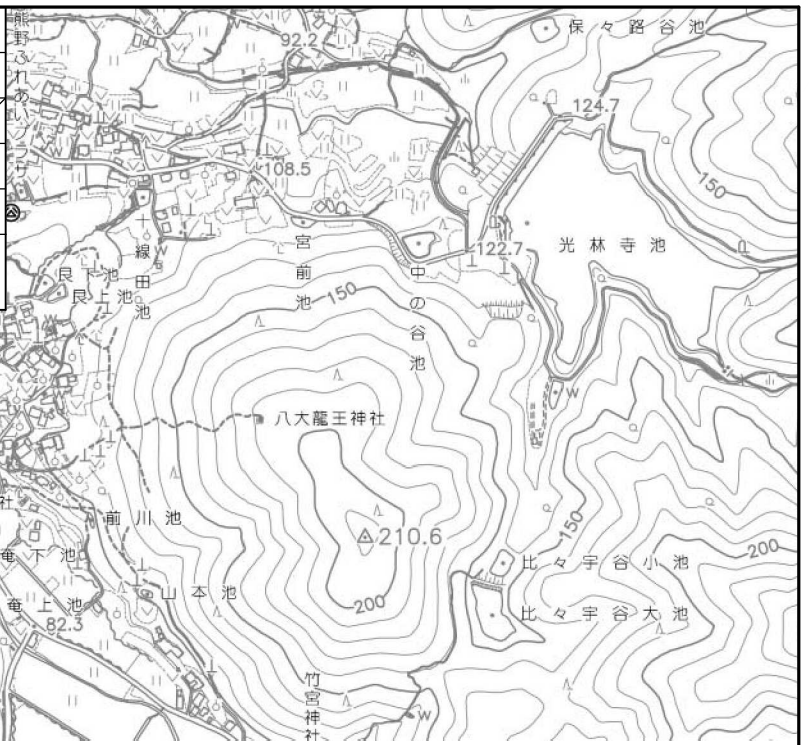 熊野ふれあいプラザ
92.2
保々路谷池
124.7
150
108.5
122.7
光林寺池
線田池
宮前池
中の谷池
艮下池
艮上池
150
八大龍王神社
社
前川池
210.6
150
200
竜下池
竜上池
82.3
山本池
200
比々宇谷小池
比々宇谷大池
竹宮神社
W
W
W